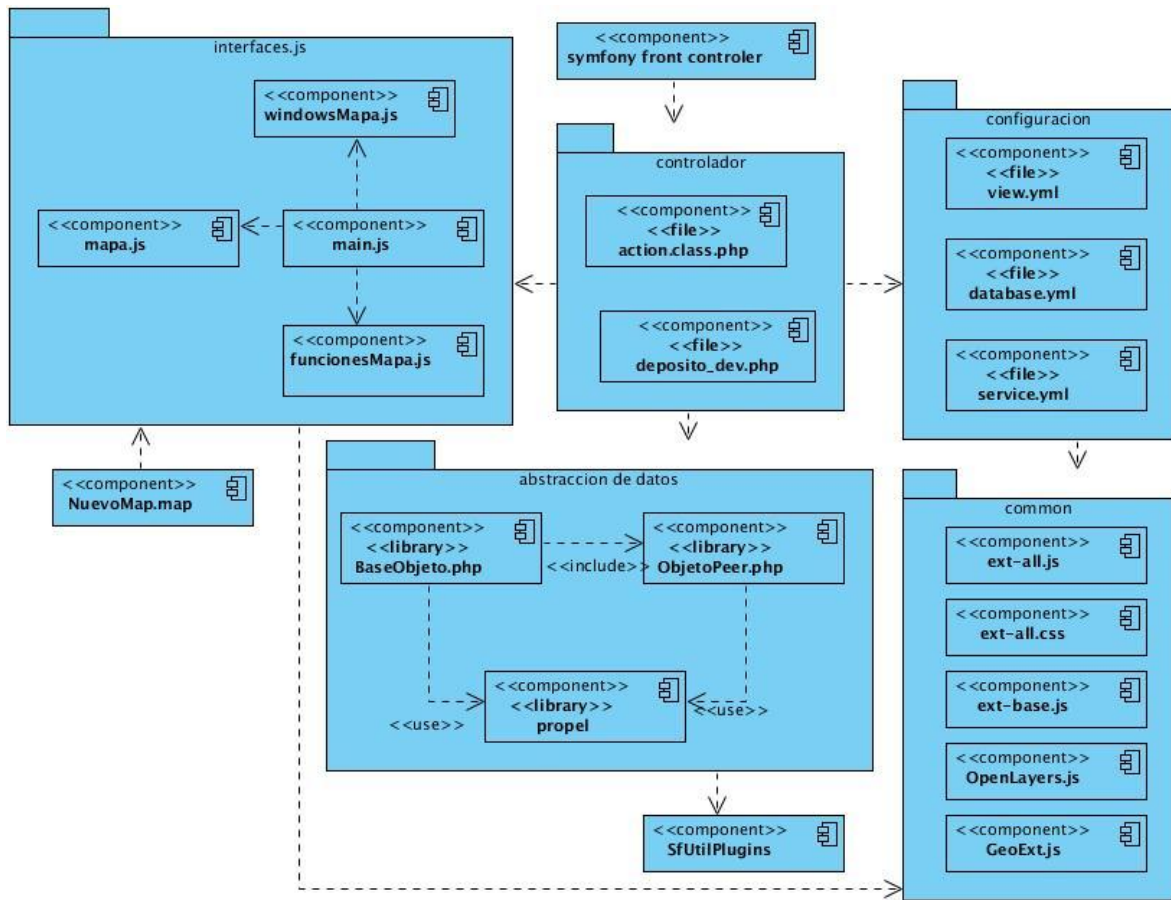 interfaces.js
<<component>>
windowsMapa.js
<<component>>
mapa.js
<<component>>
main.js
<<component>>
funcionesMapa.js
<<component>>
NuevoMap.map
<<component>>
symfony front controler
controlador
<<component>>
<<file>>
action.class.php
<<component>>
<<file>>
deposito_dev.php
configuracion
<<component>>
<<file>>
view.yml
<<component>>
<<file>>
database.yml
<<component>>
<<file>>
service.yml
abstraccion de datos
<<component>>
<<library>>
BaseObjeto.php
<<include>>
<<component>>
<<library>>
ObjetoPeer.php
<<component>>
<<library>>
propel
<<use>>
<<use>>
<<component>>
SfUtilPlugins
common
<<component>>
ext-all.js
<<component>>
ext-all.css
<<component>>
ext-base.js
<<component>>
OpenLayers.js
<<component>>
GeoExt.js